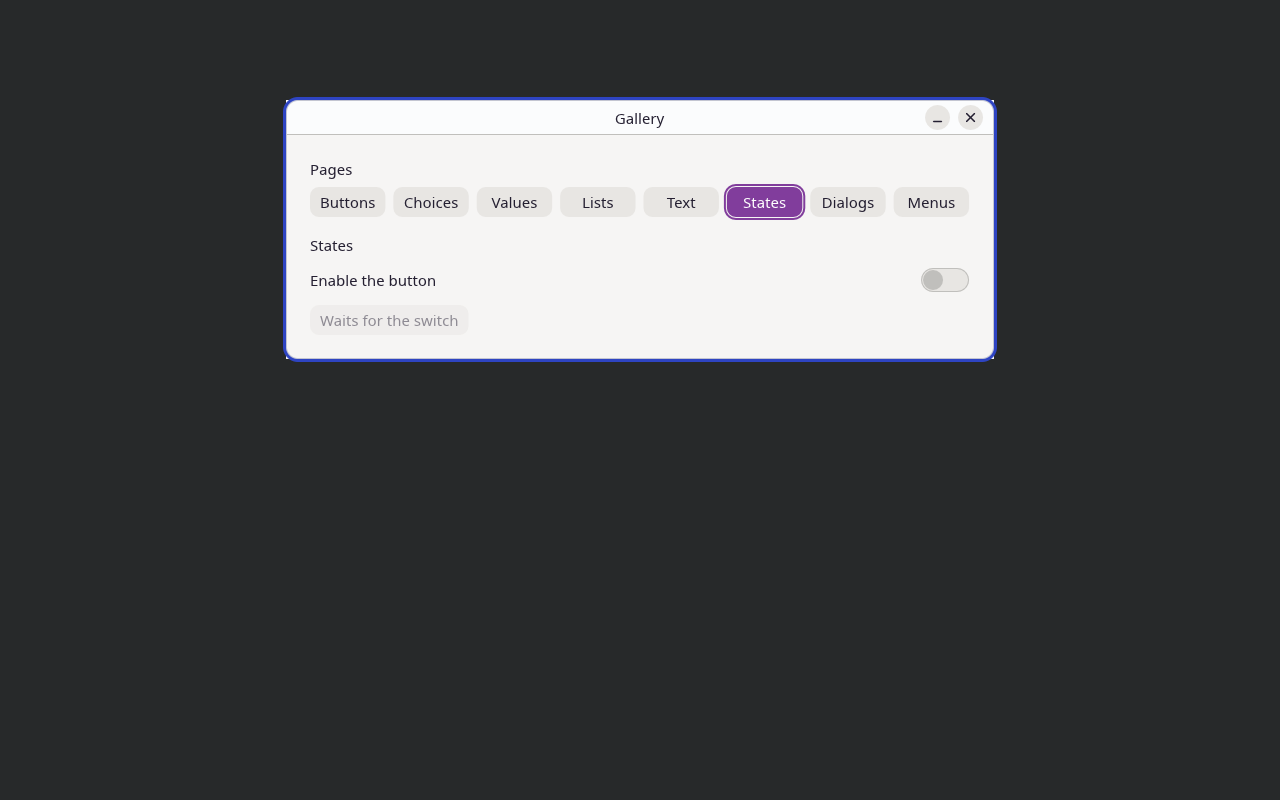 Gallery
Pages
Buttons Choices Values Lists Text States Dialogs Menus
States
Enable the button
Waits for the switch